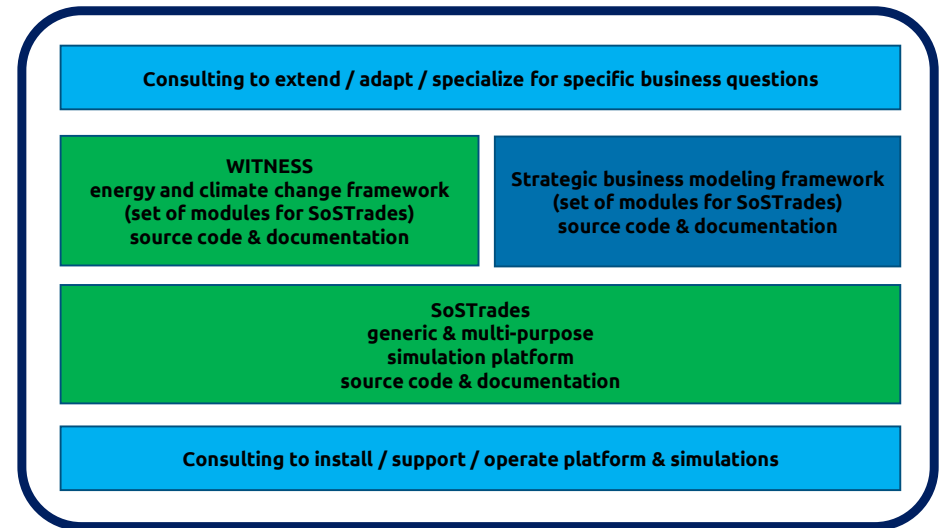 Consulting to extend / adapt / specialize for specific business questions
WITNESS
energy and climate change framework
(set of modules for SoSTrades)
source code & documentation
Strategic business modeling framework
(set of modules for SoSTrades)
source code & documentation
SoSTrades
generic & multi-purpose
simulation platform
source code & documentation
Consulting to install / support / operate platform & simulations